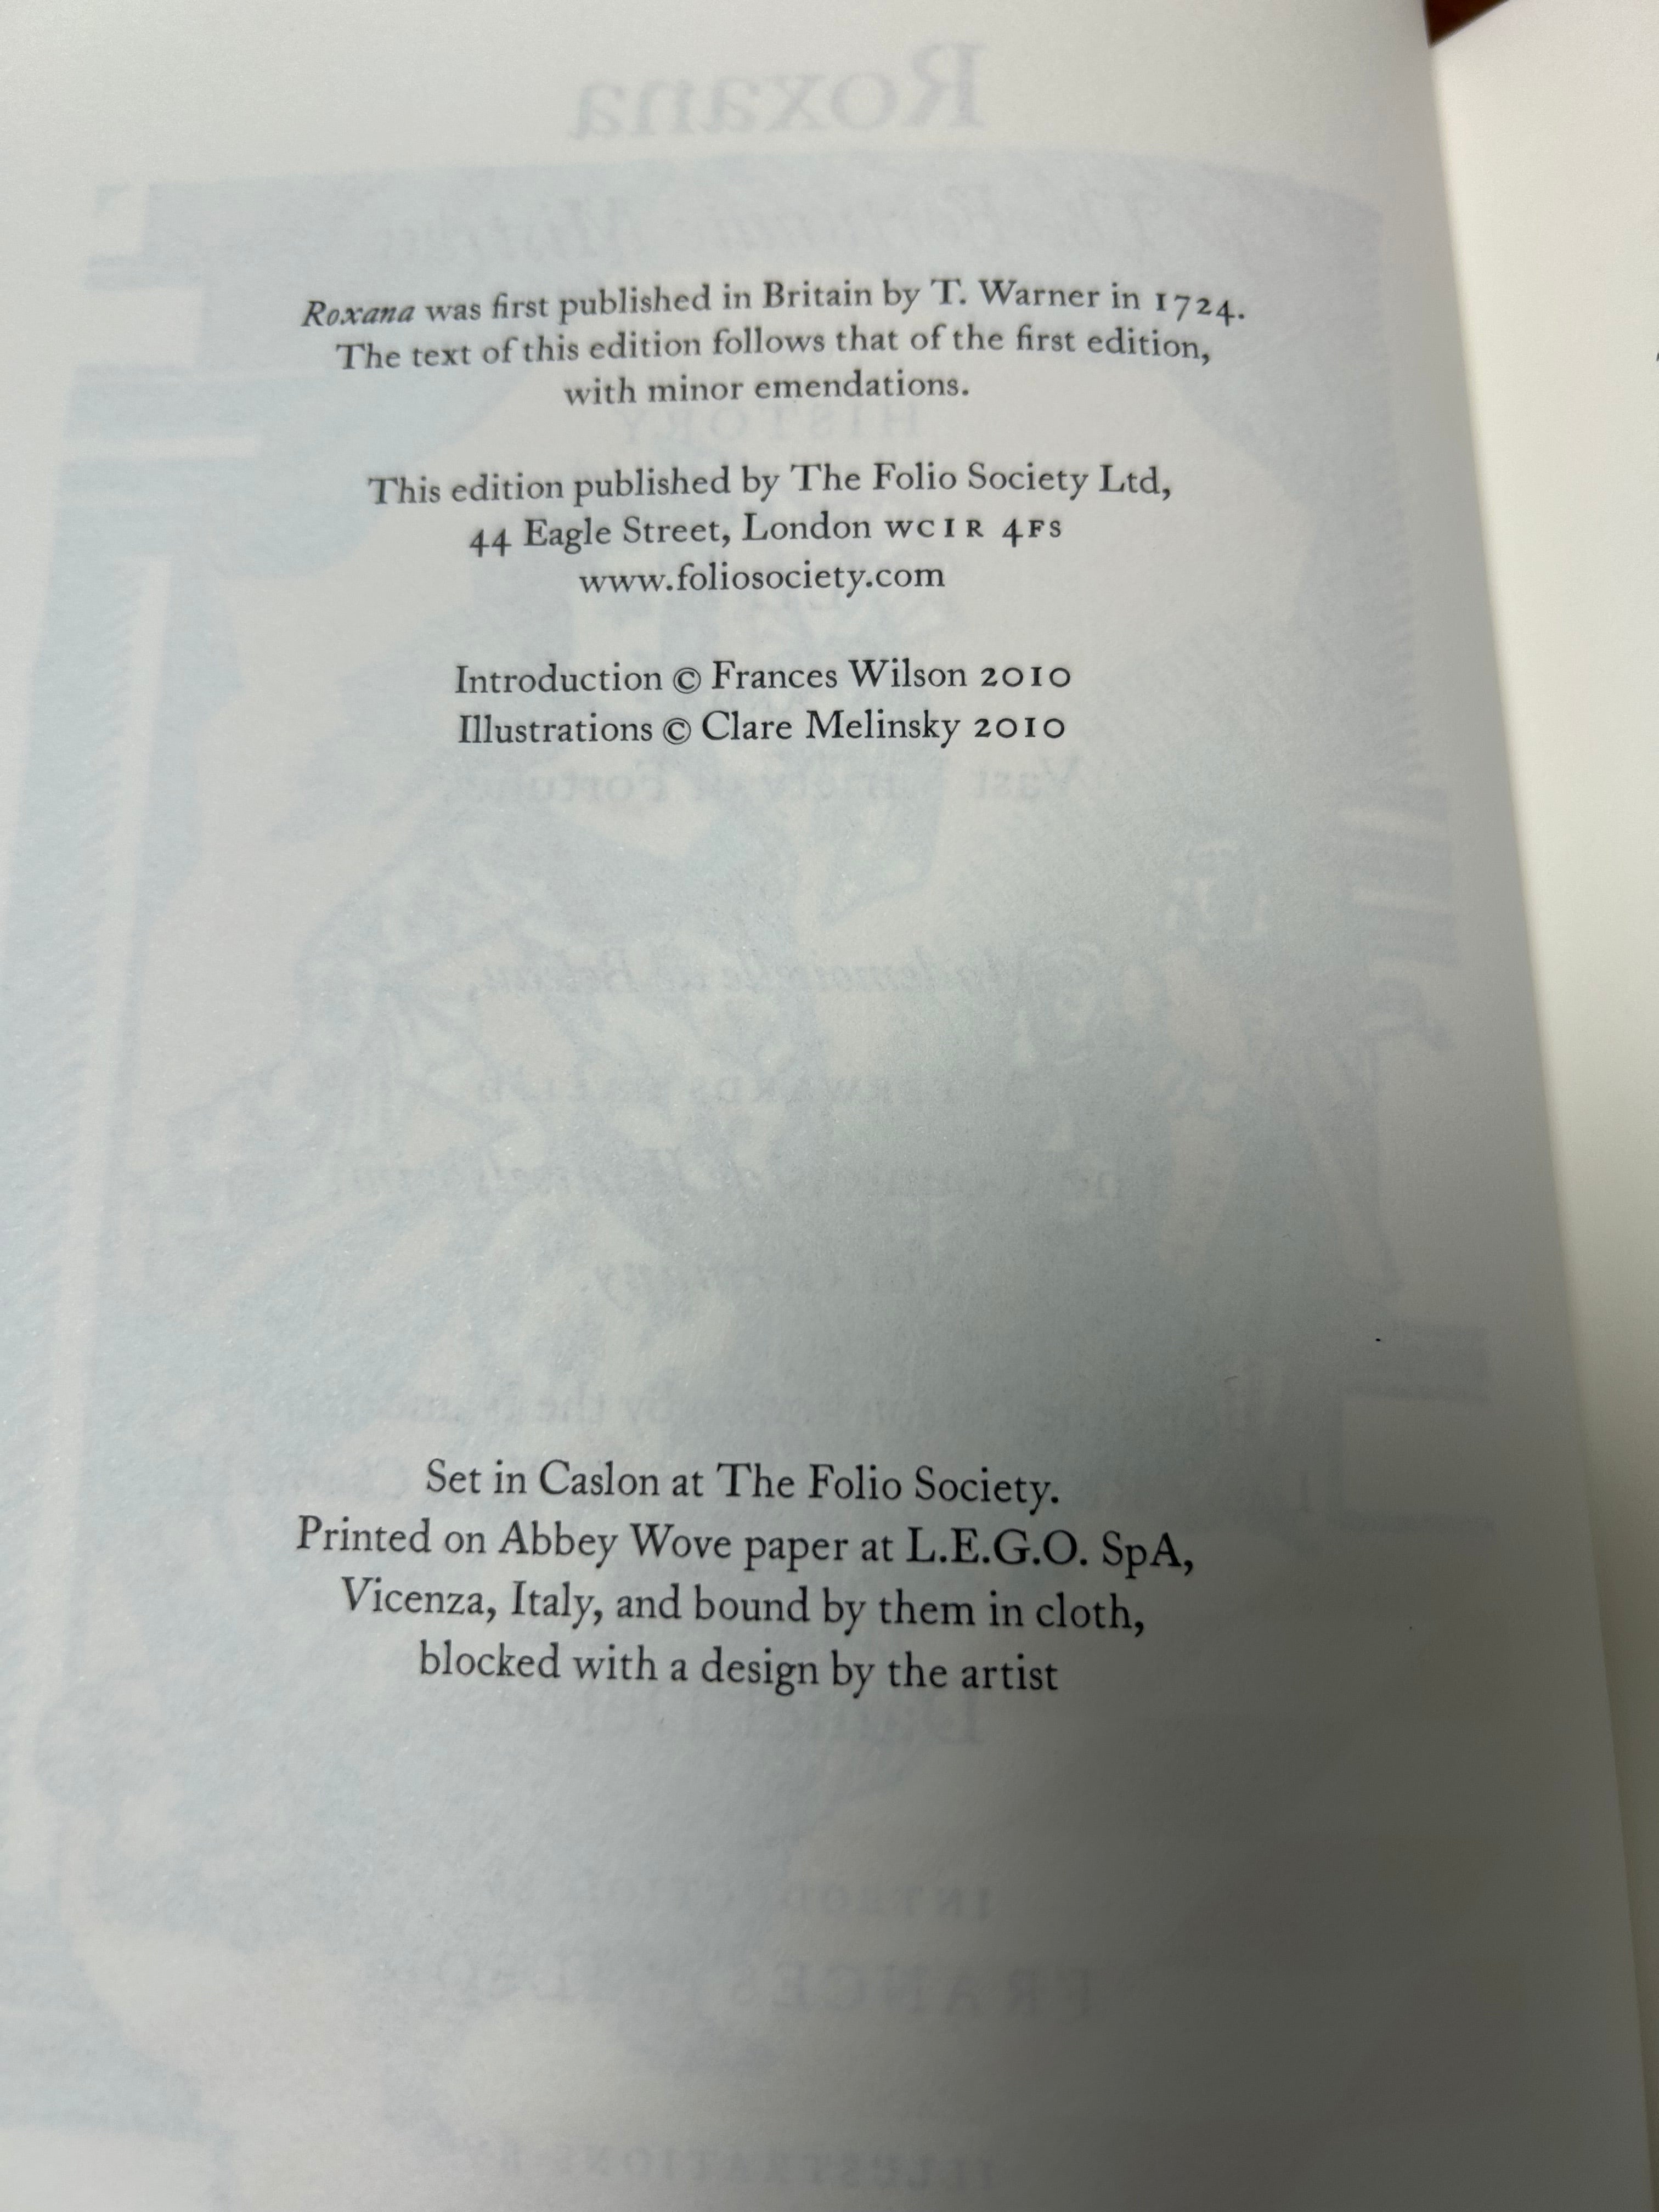 Roxana
Roxana was first published in Britain by T. Warner in 1724.
The text of this edition follows that of the first edition,
with minor emendations.
HISTORY
This edition published by The Folio Society Ltd,
44 Eagle Street, London WC1R 4FS
www.foliosociety.com
Introduction © Frances Wilson 2010
Illustrations © Clare Melinsky 2010
Set in Caslon at The Folio Society.
Printed on Abbey Wove paper at L.E.G.O. SpA,
Vicenza, Italy, and bound by them in cloth,
blocked with a design by the artist